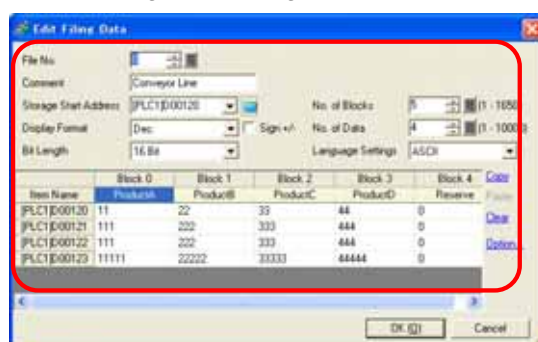 Edit Filing Data
File No.
Comment Conveyor Line
Storage Start Address [PLC1]D00120 No. of Blocks 5 (1 - 1650)
Display Format Dec Sign +/- No. of Data 4 (1 - 10000)
Bit Length 16 Bit Language Settings ASCII
Block 0 Block 1 Block 2 Block 3 Block 4 Copy
Item Name ProductA ProductB ProductC ProductD Reserve Paste
[PLC1]D00120 11 22 33 44 0
[PLC1]D00121 111 222 333 444 0 Clear
[PLC1]D00122 111 222 333 444 0 Option...
[PLC1]D00123 11111 22222 33333 44444 0
OK (O) Cancel